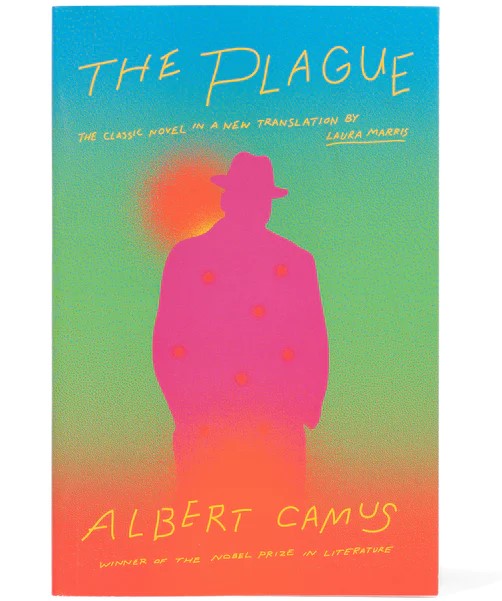 THE PLAGUE
THE CLASSIC NOVEL IN A NEW TRANSLATION BY
LAURA MARRIS
ALBERT CAMUS
WINNER OF THE NOBEL PRIZE IN LITERATURE